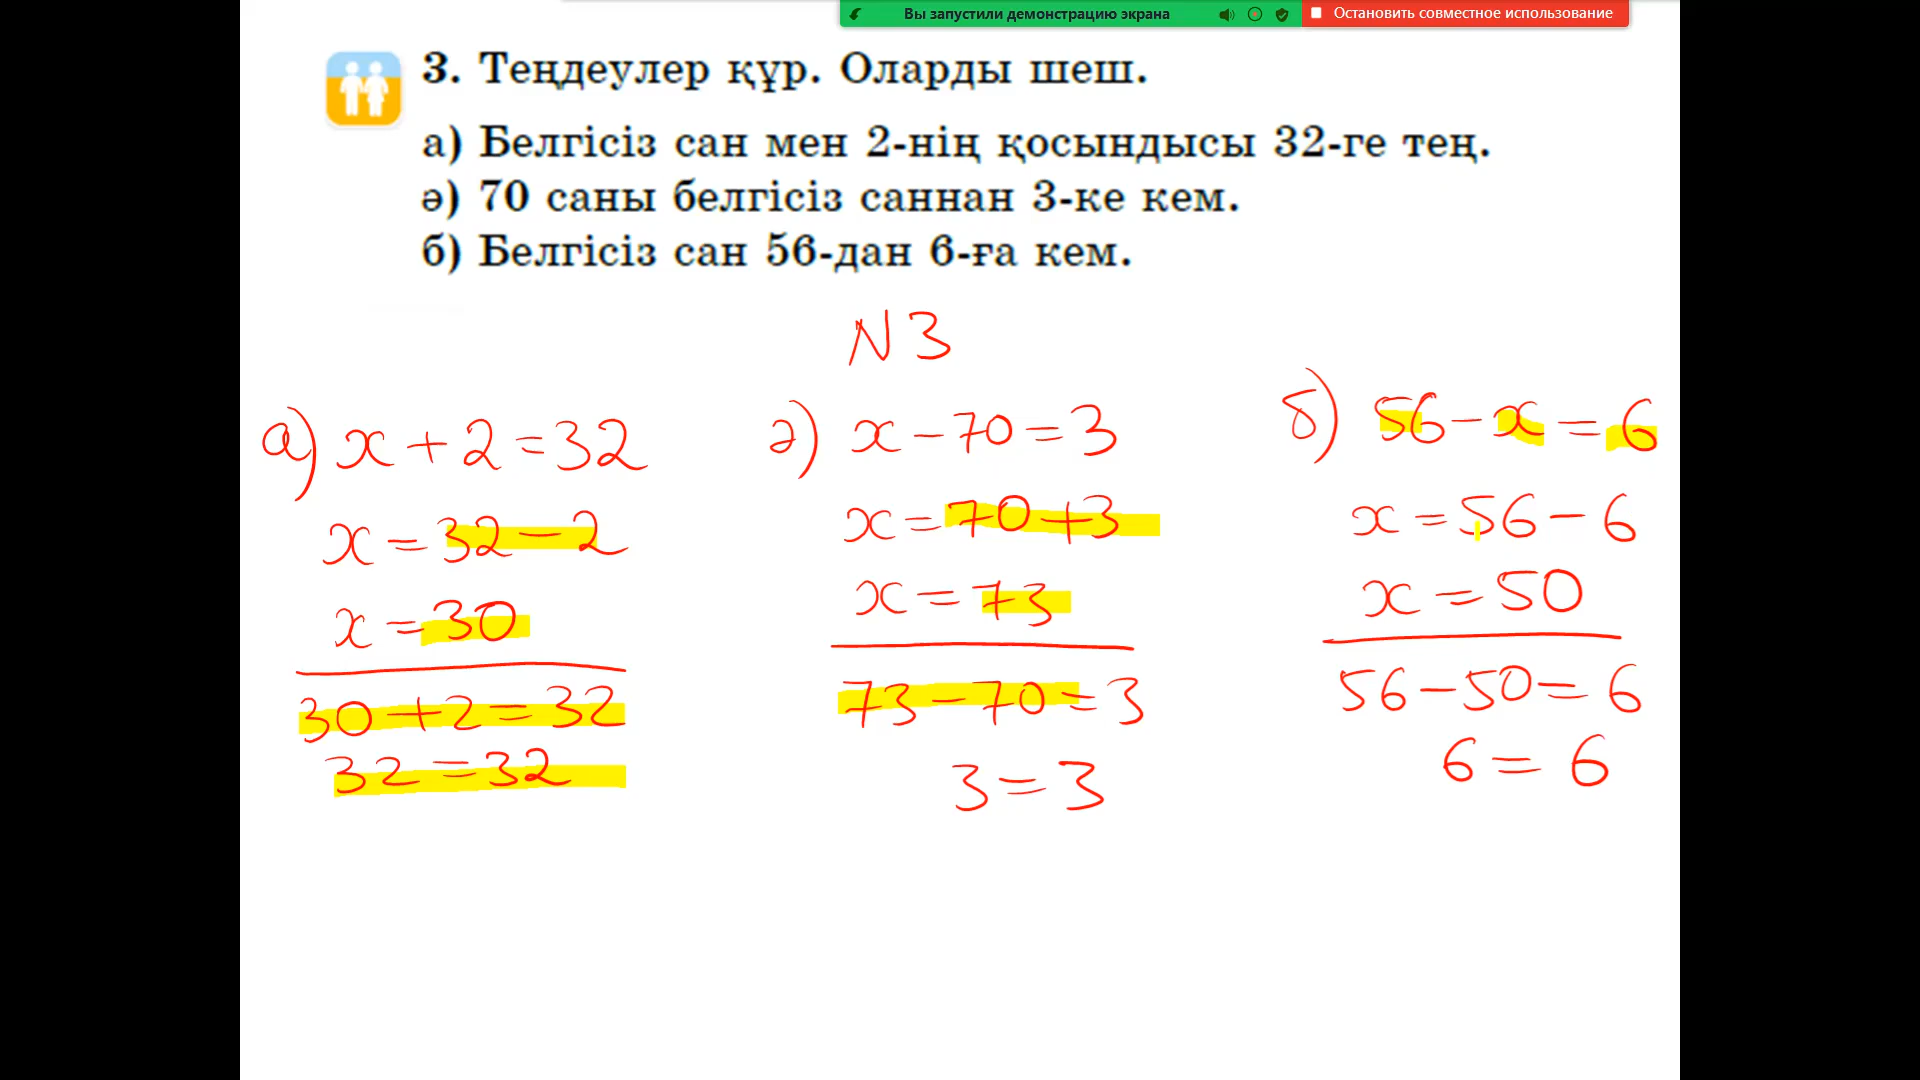 Вы запустили демонстрацию экрана
Остановить совместное использование
3. Теңдеулер құр. Оларды шеш.
а) Белгісіз сан мен 2-нің қосындысы 32-ге тең.
ә) 70 саны белгісіз саннан 3-ке кем.
б) Белгісіз сан 56-дан 6-ға кем.
N 3
а) x + 2 = 32
x = 32 - 2
x = 30
30 + 2 = 32
32 = 32
ә) x - 70 = 3
x = 70 + 3
x = 73
73 - 70 = 3
3 = 3
б) 56 - x = 6
x = 56 - 6
x = 50
56 - 50 = 6
6 = 6